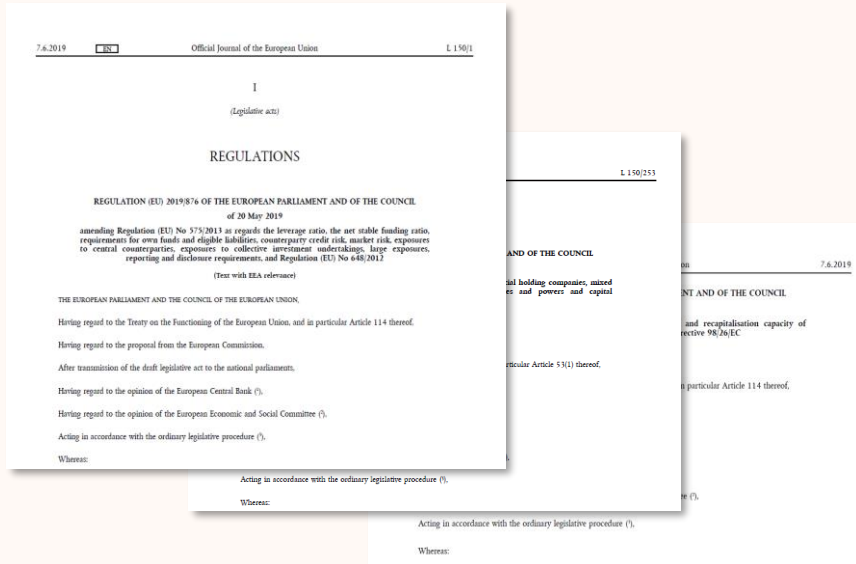 7.6.2019 EN Official Journal of the European Union L 150/1
I
(Legislative acts)
REGULATIONS
REGULATION (EU) 2019/876 OF THE EUROPEAN PARLIAMENT AND OF THE COUNCIL
of 20 May 2019
amending Regulation (EU) No 575/2013 as regards the leverage ratio, the net stable funding ratio,
requirements for own funds and eligible liabilities, counterparty credit risk, market risk, exposures
to central counterparties, exposures to collective investment undertakings, large exposures,
reporting and disclosure requirements, and Regulation (EU) No 648/2012
(Text with EEA relevance)
THE EUROPEAN PARLIAMENT AND THE COUNCIL OF THE EUROPEAN UNION,
Having regard to the Treaty on the Functioning of the European Union, and in particular Article 114 thereof,
Having regard to the proposal from the European Commission,
After transmission of the draft legislative act to the national parliaments,
Having regard to the opinion of the European Central Bank (¹),
Having regard to the opinion of the European Economic and Social Committee (²),
Acting in accordance with the ordinary legislative procedure (³),
Whereas:
L 150/253
AND OF THE COUNCIL
holding companies, mixed
and powers and capital
Article 53(1) thereof,
Acting in accordance with the ordinary legislative procedure (³),
Whereas:
7.6.2019
AND OF THE COUNCIL
and recapitalisation capacity of
98/26/EC
particular Article 114 thereof,
Acting in accordance with the ordinary legislative procedure (³),
Whereas: